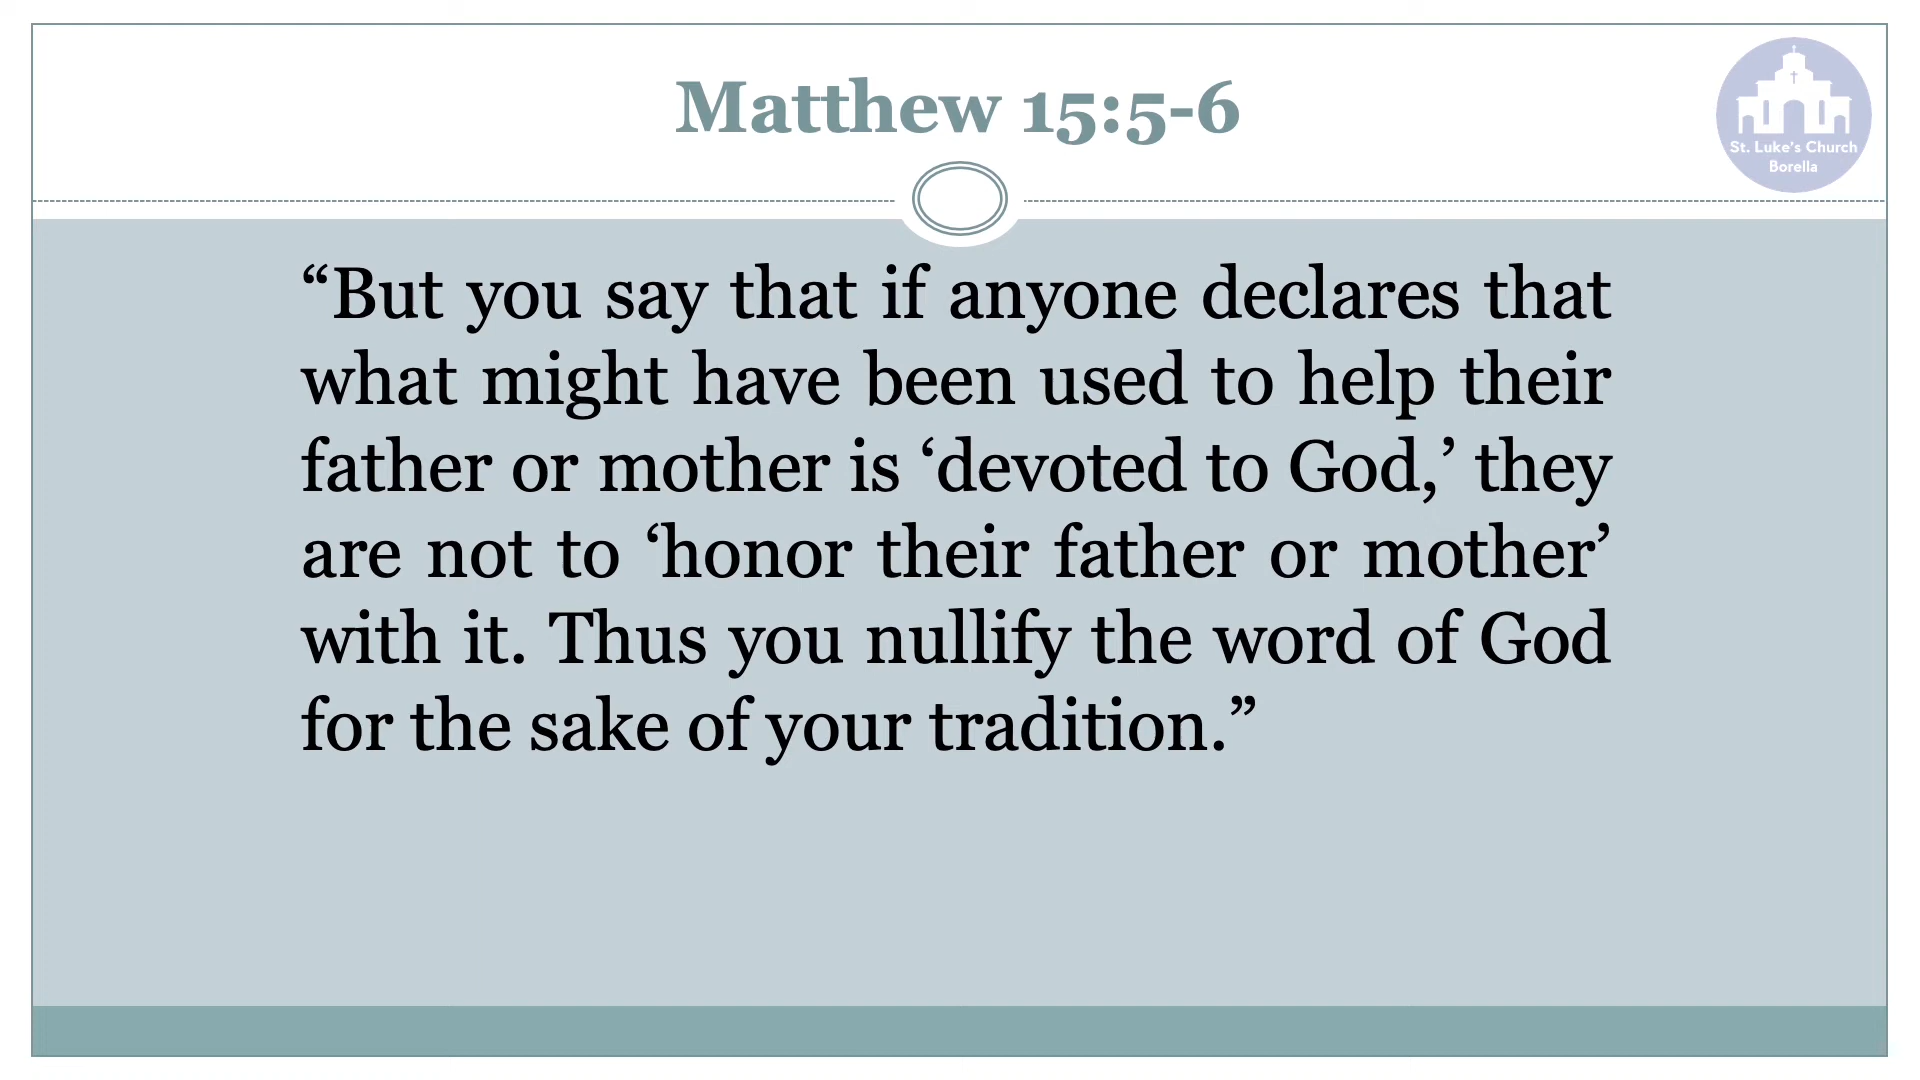 Matthew 15:5-6
St. Luke's Church
Borella
“But you say that if anyone declares that
what might have been used to help their
father or mother is ‘devoted to God,’ they
are not to ‘honor their father or mother’
with it. Thus you nullify the word of God
for the sake of your tradition.”